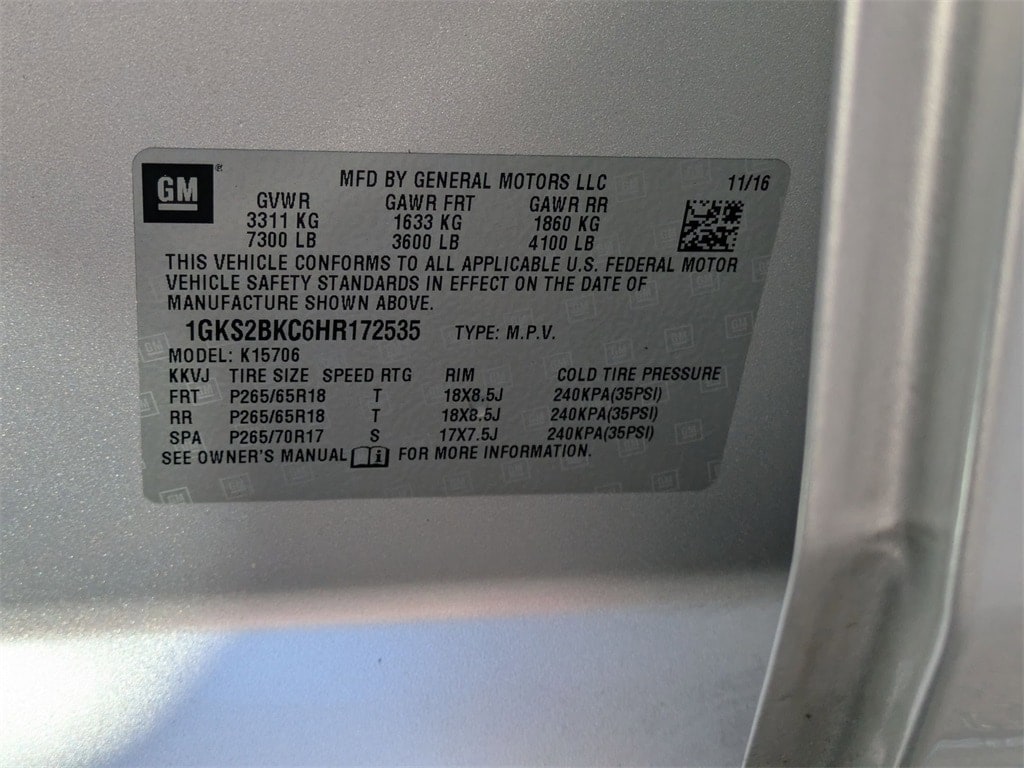 GM®
MFD BY GENERAL MOTORS LLC 11/16
GVWR GAWR FRT GAWR RR
3311 KG 1633 KG 1860 KG
7300 LB 3600 LB 4100 LB
THIS VEHICLE CONFORMS TO ALL APPLICABLE U.S. FEDERAL MOTOR
VEHICLE SAFETY STANDARDS IN EFFECT ON THE DATE OF
MANUFACTURE SHOWN ABOVE.
1GKS2BKC6HR172535 TYPE: M.P.V.
MODEL: K15706
KKVJ TIRE SIZE SPEED RTG RIM COLD TIRE PRESSURE
FRT P265/65R18 T 18X8.5J 240KPA(35PSI)
RR P265/65R18 T 18X8.5J 240KPA(35PSI)
SPA P265/70R17 S 17X7.5J 240KPA(35PSI)
SEE OWNER'S MANUAL i FOR MORE INFORMATION.